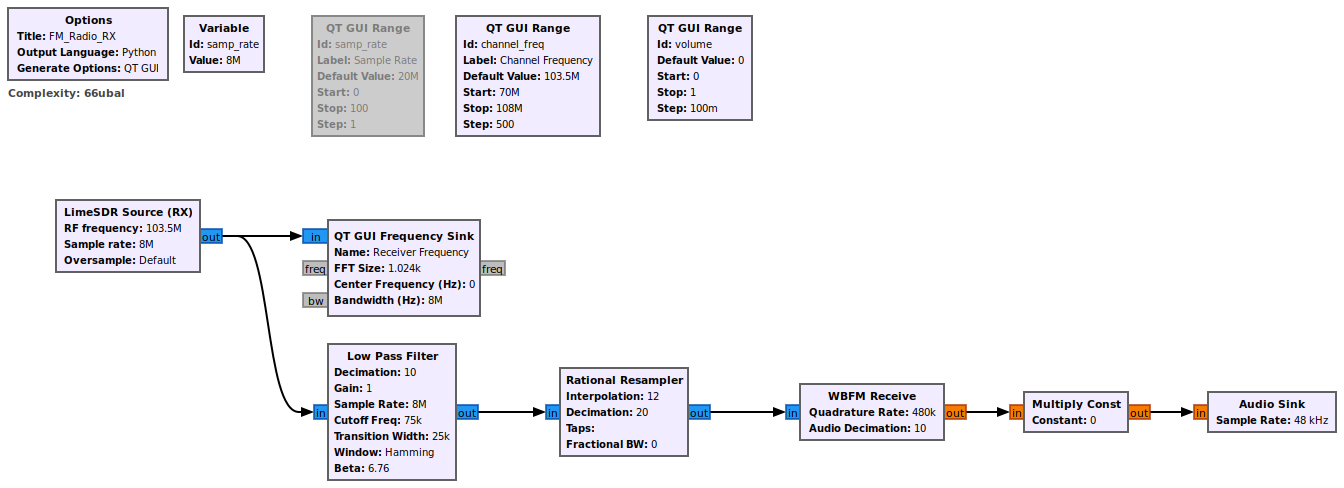 Options
Title: FM_Radio_RX
Output Language: Python
Generate Options: QT GUI
Complexity: 66ubal
Variable
Id: samp_rate
Value: 8M
QT GUI Range
Id: samp_rate
Label: Sample Rate
Default Value: 20M
Start: 0
Stop: 100
Step: 1
QT GUI Range
Id: channel_freq
Label: Channel Frequency
Default Value: 103.5M
Start: 70M
Stop: 108M
Step: 500
QT GUI Range
Id: volume
Default Value: 0
Start: 0
Stop: 1
Step: 100m
LimeSDR Source (RX)
RF frequency: 103.5M
Sample rate: 8M
Oversample: Default
out
in
freq
bw
QT GUI Frequency Sink
Name: Receiver Frequency
FFT Size: 1.024k
Center Frequency (Hz): 0
Bandwidth (Hz): 8M
freq
in
Low Pass Filter
Decimation: 10
Gain: 1
Sample Rate: 8M
Cutoff Freq: 75k
Transition Width: 25k
Window: Hamming
Beta: 6.76
out
in
Rational Resampler
Interpolation: 12
Decimation: 20
Taps:
Fractional BW: 0
out
in
WBFM Receive
Quadrature Rate: 480k
Audio Decimation: 10
out
in
Multiply Const
Constant: 0
out
in
Audio Sink
Sample Rate: 48 kHz